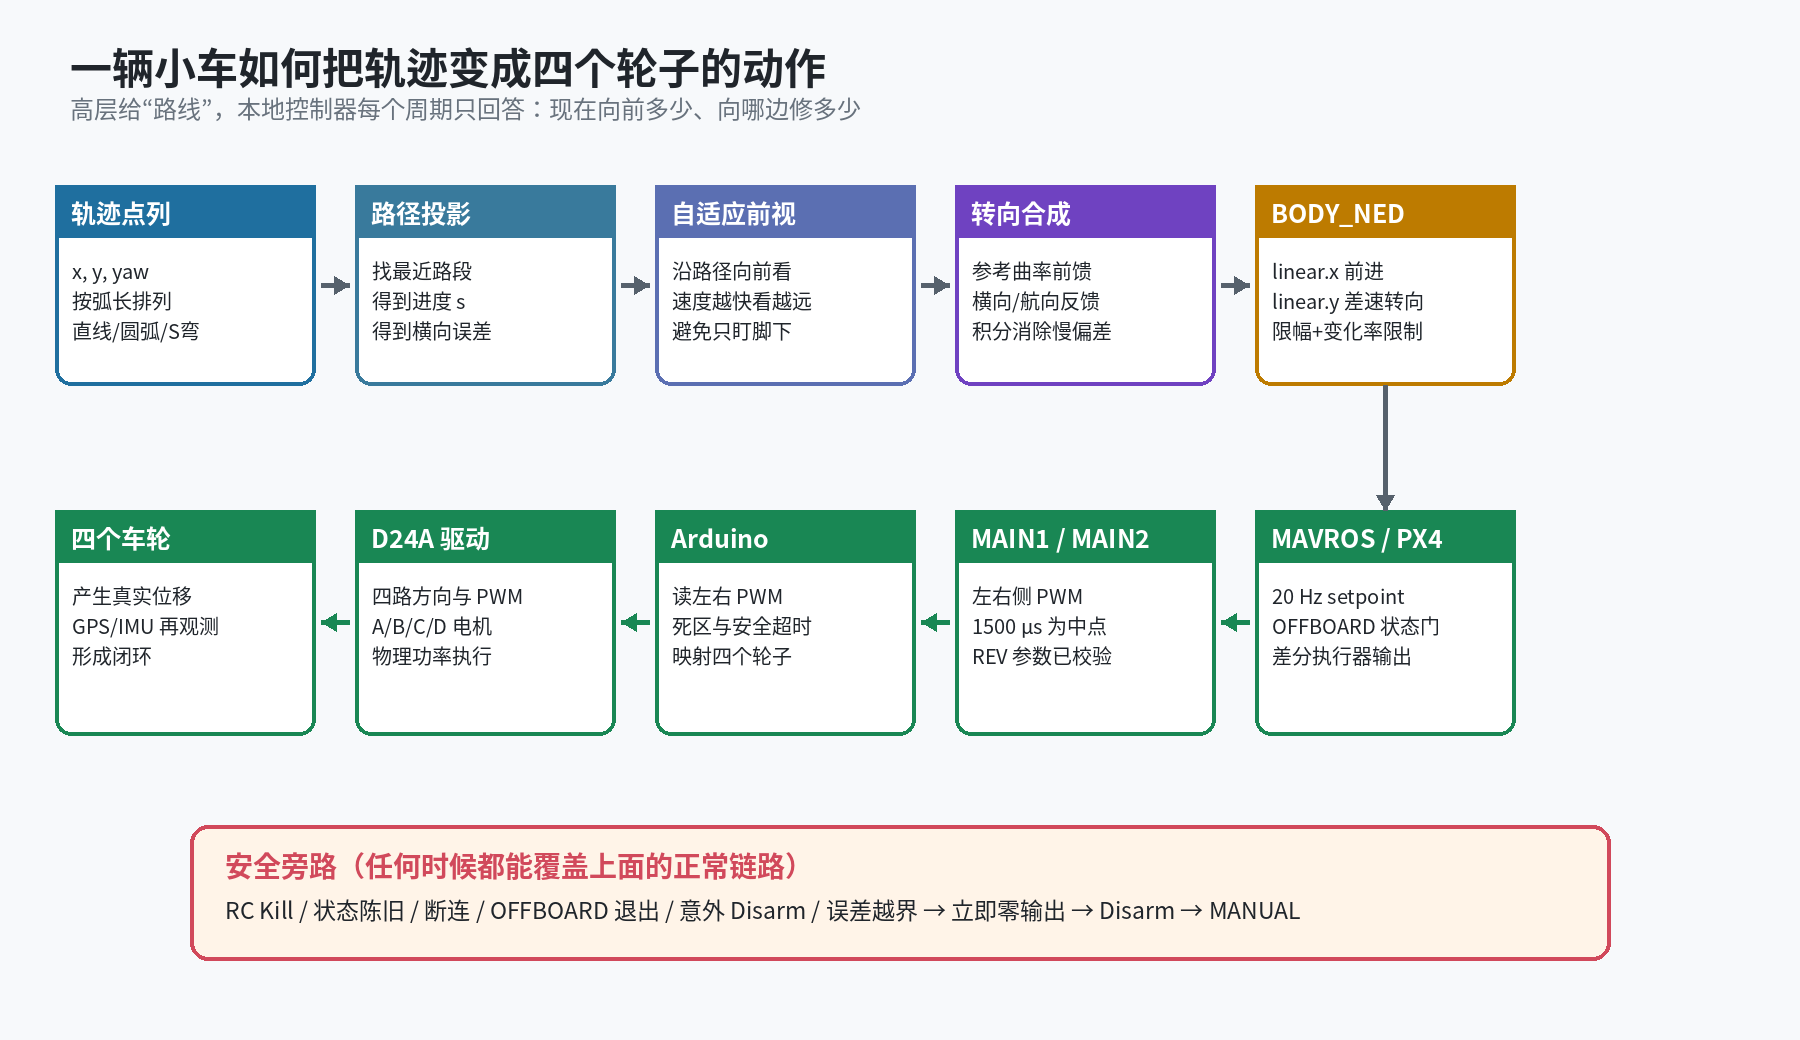 一辆小车如何把轨迹变成四个轮子的动作
高层给“路线”，本地控制器每个周期只回答：现在向前多少、向哪边修多少
轨迹点列
x, y, yaw
按弧长排列
直线/圆弧/S弯
路径投影
找最近路段
得到进度 s
得到横向误差
自适应前视
沿路径向前看
速度越快看越远
避免只盯脚下
转向合成
参考曲率前馈
横向/航向反馈
积分消除慢偏差
BODY_NED
linear.x 前进
linear.y 差速转向
限幅+变化率限制
四个车轮
产生真实位移
GPS/IMU 再观测
形成闭环
D24A 驱动
四路方向与 PWM
A/B/C/D 电机
物理功率执行
Arduino
读左右 PWM
死区与安全超时
映射四个轮子
MAIN1 / MAIN2
左右侧 PWM
1500 μs 为中点
REV 参数已校验
MAVROS / PX4
20 Hz setpoint
OFFBOARD 状态门
差分执行器输出
安全旁路（任何时候都能覆盖上面的正常链路）
RC Kill / 状态陈旧 / 断连 / OFFBOARD 退出 / 意外 Disarm / 误差越界 → 立即零输出 → Disarm → MANUAL